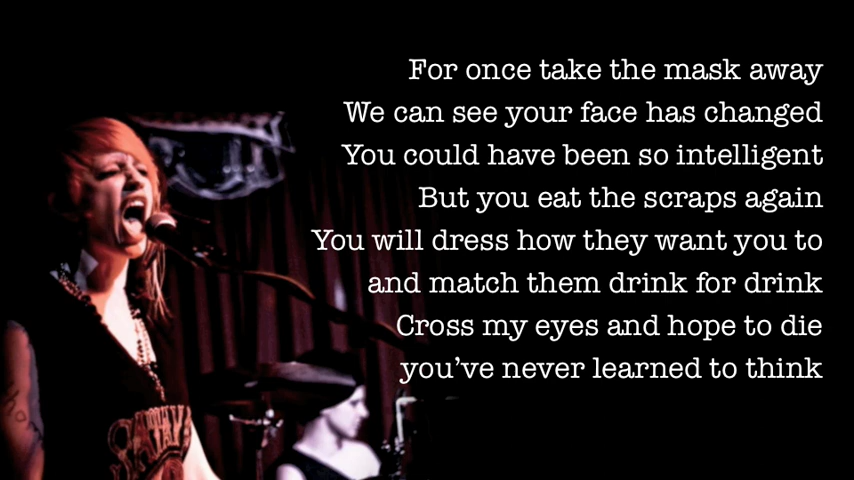 For once take the mask away
We can see your face has changed
You could have been so intelligent
But you eat the scraps again
You will dress how they want you to
and match them drink for drink
Cross my eyes and hope to die
you’ve never learned to think